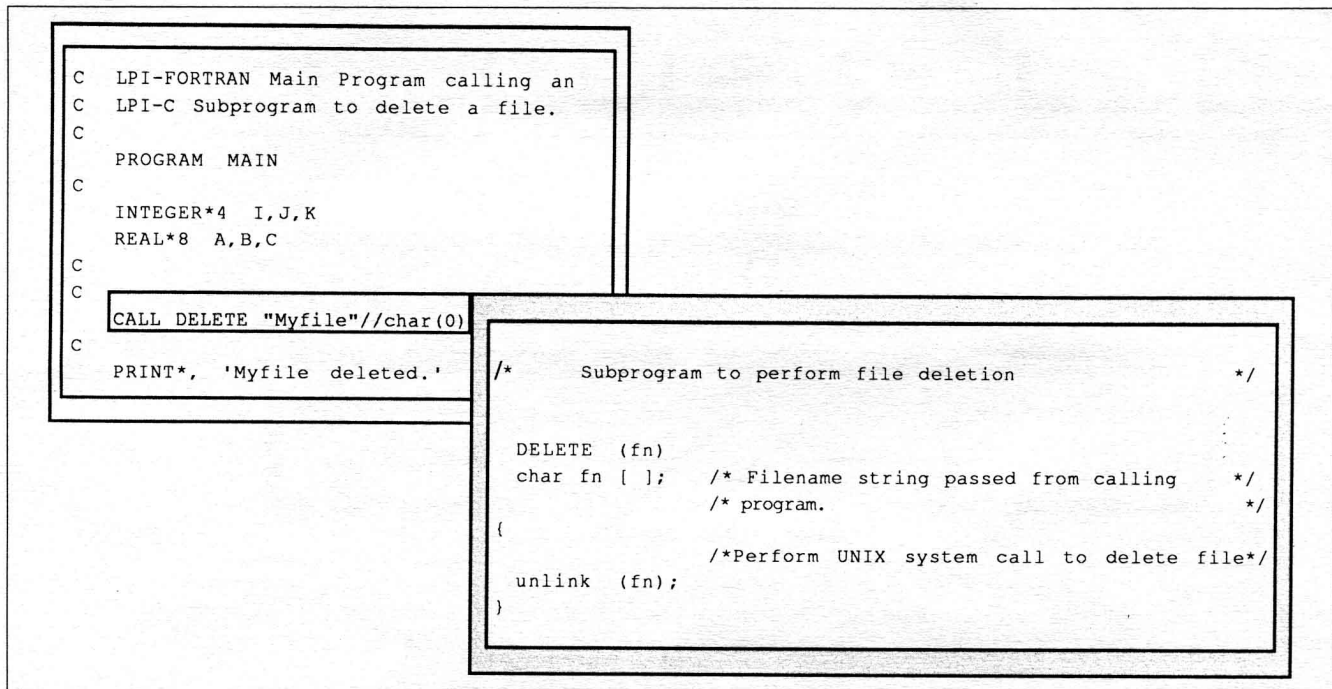 C LPI-FORTRAN Main Program calling an
C LPI-C Subprogram to delete a file.
C
PROGRAM MAIN
C
INTEGER*4 I,J,K
REAL*8 A,B,C
C
C
CALL DELETE "Myfile"//char(0)
C
PRINT*, 'Myfile deleted.'
/* Subprogram to perform file deletion */
DELETE (fn)
char fn [ ]; /* Filename string passed from calling */
/* program. */
{
/*Perform UNIX system call to delete file*/
unlink (fn);
}